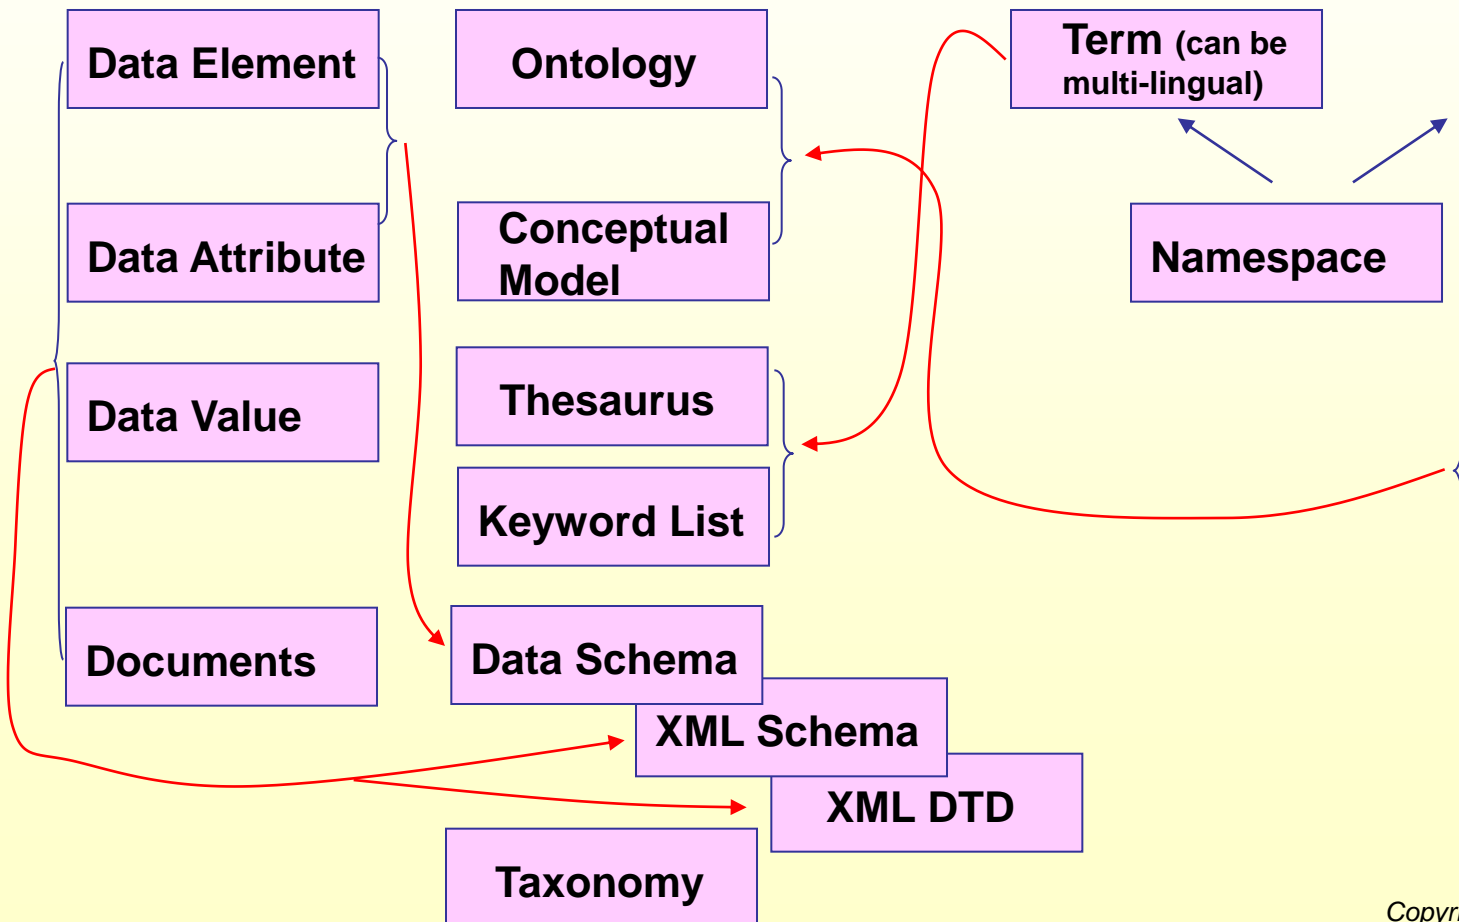 Data Element
Ontology
Term (can be
multi-lingual)
Data Attribute
Conceptual
Model
Namespace
Data Value
Thesaurus
Keyword List
Documents
Data Schema
XML Schema
XML DTD
Taxonomy